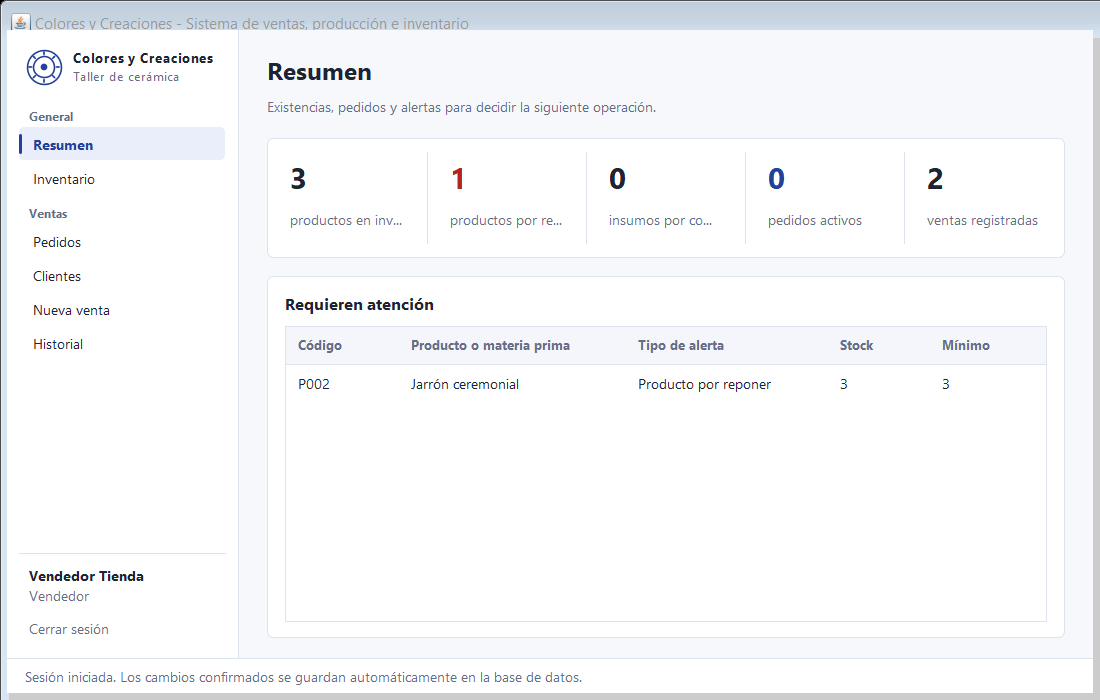 Colores y Creaciones - Sistema de ventas, producción e inventario
Colores y Creaciones
Taller de cerámica
General
Resumen
Inventario
Ventas
Pedidos
Clientes
Nueva venta
Historial
Vendedor Tienda
Vendedor
Cerrar sesión
Resumen
Existencias, pedidos y alertas para decidir la siguiente operación.
3
productos en inv...
1
productos por re...
0
insumos por co...
0
pedidos activos
2
ventas registradas
Requieren atención
Código Producto o materia prima Tipo de alerta Stock Mínimo
P002 Jarrón ceremonial Producto por reponer 3 3
Sesión iniciada. Los cambios confirmados se guardan automáticamente en la base de datos.